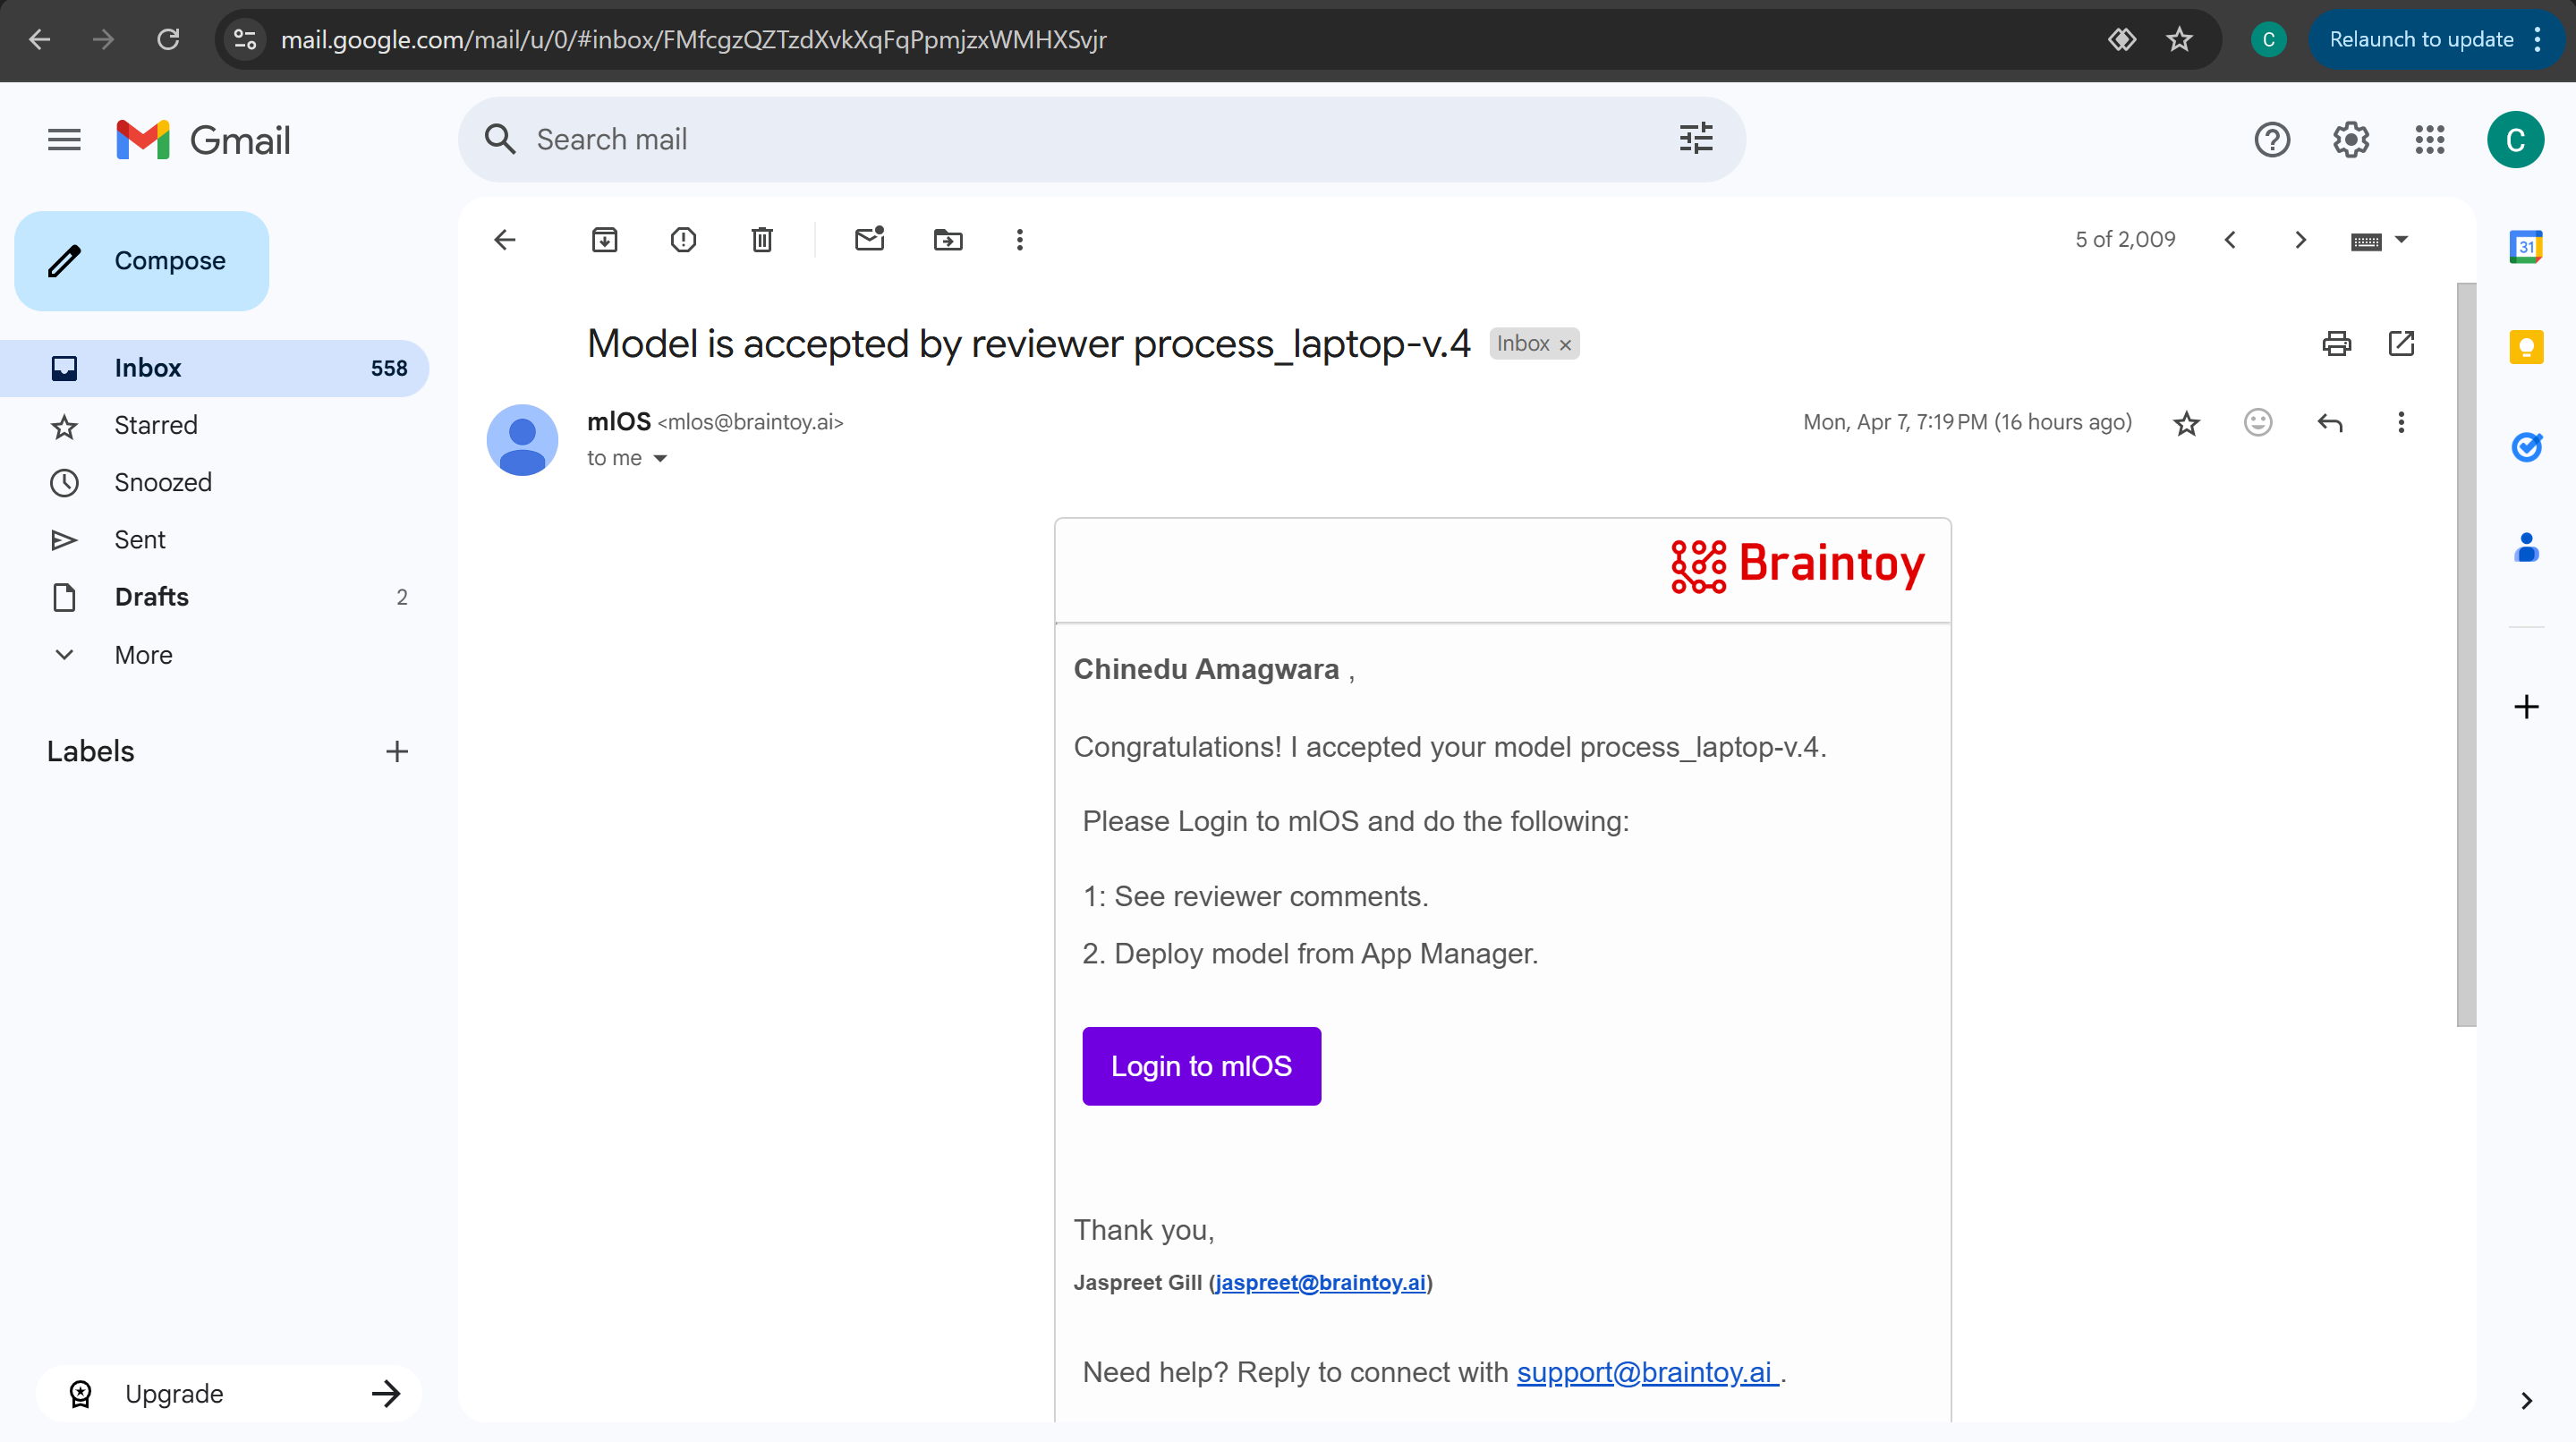 mail.google.com/mail/u/0/#inbox/FMfcgzQZTzdXvkXqFqPpmjzxWMHXSvjr
C
Relaunch to update
Gmail
Search mail
C
Compose
5 of 2,009
31
Inbox 558
Starred
Snoozed
Sent
Drafts 2
More
Labels
Upgrade
Model is accepted by reviewer process_laptop-v.4 Inbox ×
mlOS <mlos@braintoy.ai> Mon, Apr 7, 7:19 PM (16 hours ago)
to me
Braintoy
Chinedu Amagwara ,
Congratulations! I accepted your model process_laptop-v.4.
Please Login to mlOS and do the following:
1: See reviewer comments.
2. Deploy model from App Manager.
Login to mlOS
Thank you,
Jaspreet Gill (jaspreet@braintoy.ai)
Need help? Reply to connect with support@braintoy.ai .